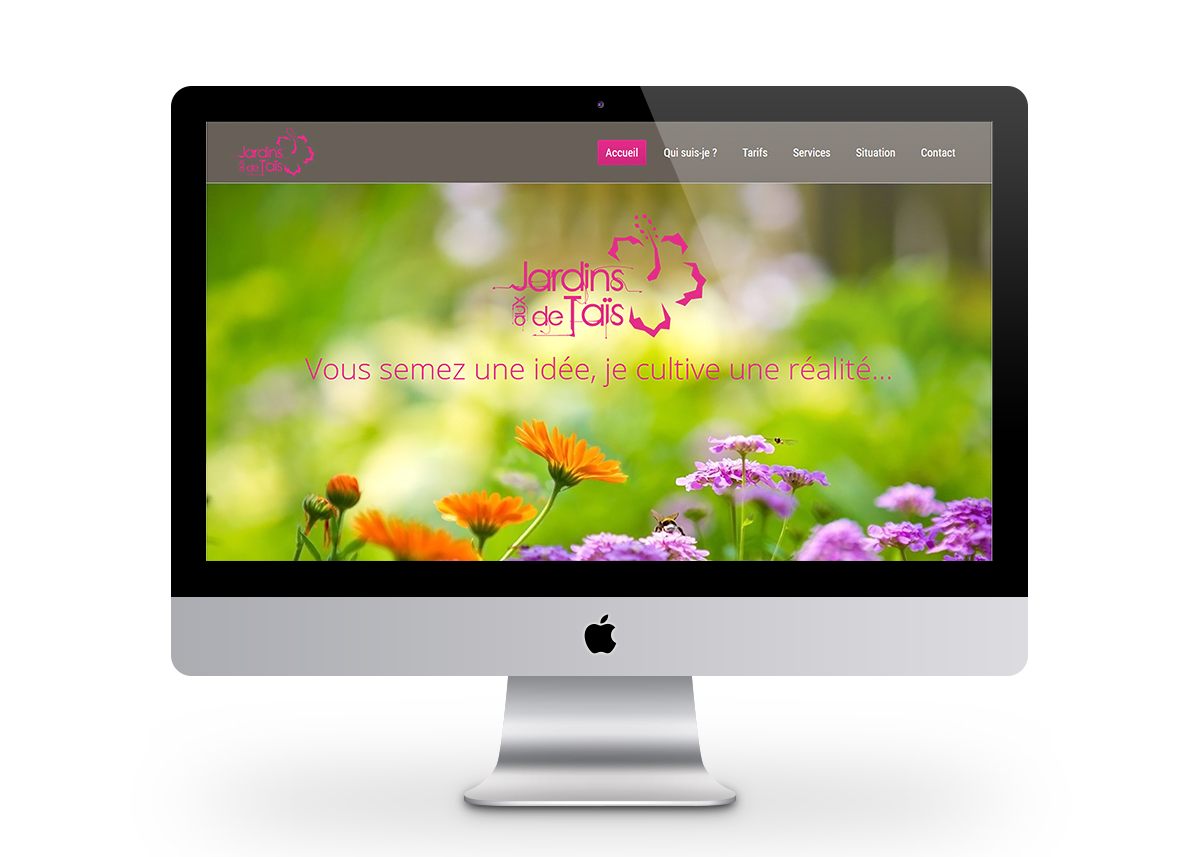 Jardins
aux de Taïs
Accueil Qui suis-je ? Tarifs Services Situation Contact
Jardins
aux de Taïs
Vous semez une idée, je cultive une réalité...